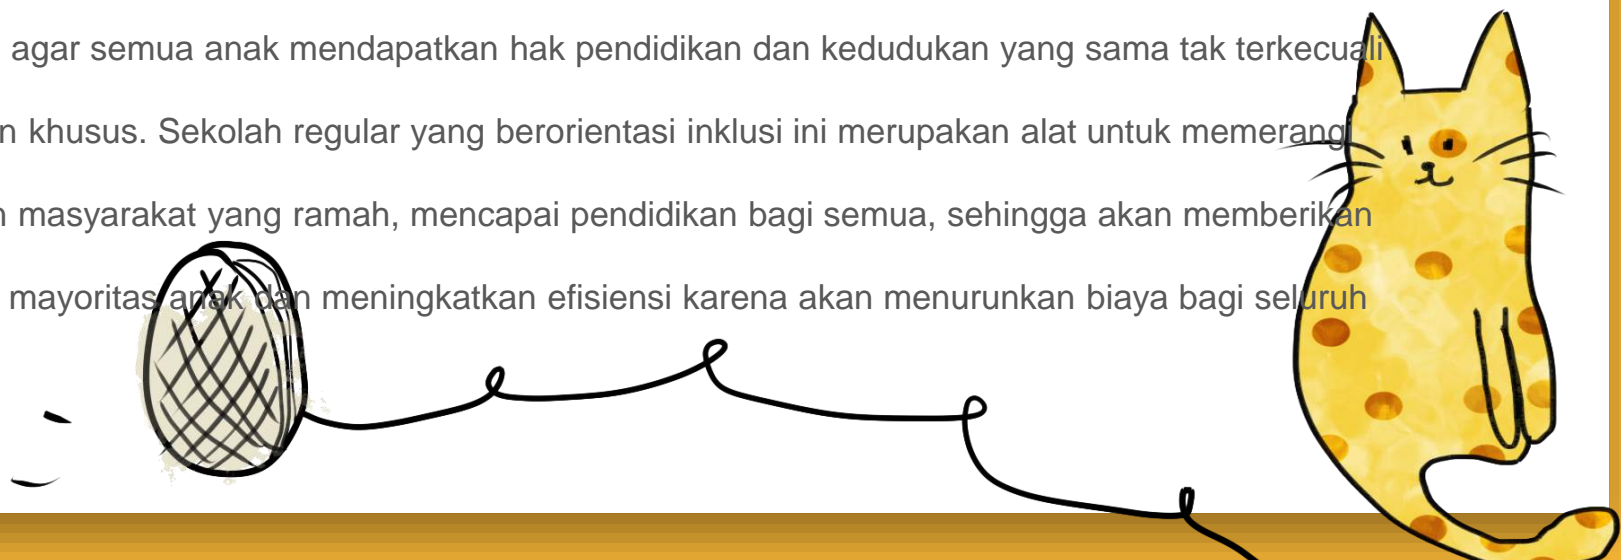 agar semua anak mendapatkan hak pendidikan dan kedudukan yang sama tak terkecuali
khusus. Sekolah regular yang berorientasi inklusi ini merupakan alat untuk memerangi
masyarakat yang ramah, mencapai pendidikan bagi semua, sehingga akan memberikan
mayoritas anak dan meningkatkan efisiensi karena akan menurunkan biaya bagi seluruh